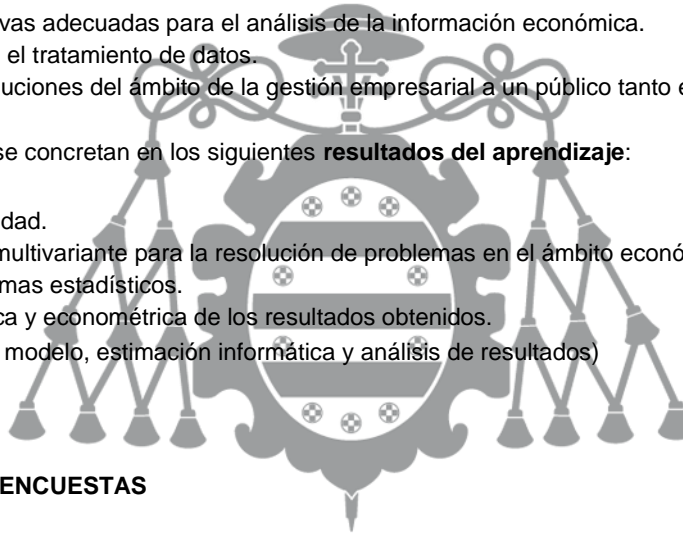 vas adecuadas para el análisis de la información económica.
el tratamiento de datos.
uciones del ámbito de la gestión empresarial a un público tanto e
se concretan en los siguientes resultados del aprendizaje:
dad.
multivariante para la resolución de problemas en el ámbito econó
mas estadísticos.
ca y econométrica de los resultados obtenidos.
modelo, estimación informática y análisis de resultados)
ENCUESTAS